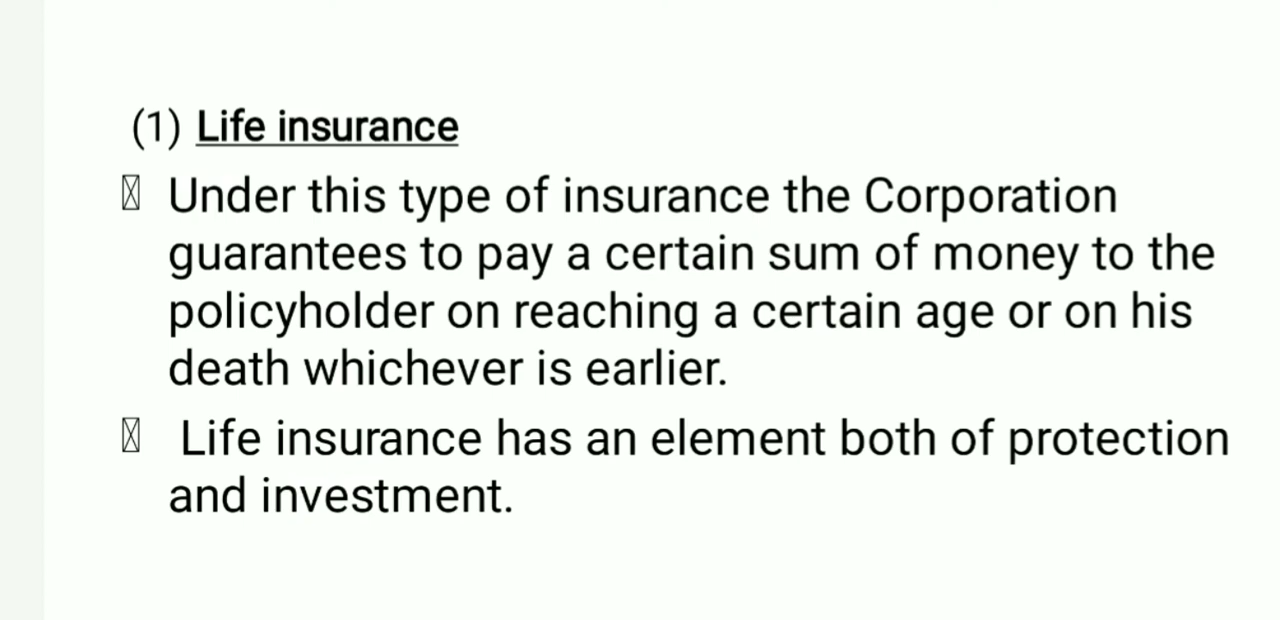 (1) Life insurance
Under this type of insurance the Corporation
guarantees to pay a certain sum of money to the
policyholder on reaching a certain age or on his
death whichever is earlier.
Life insurance has an element both of protection
and investment.